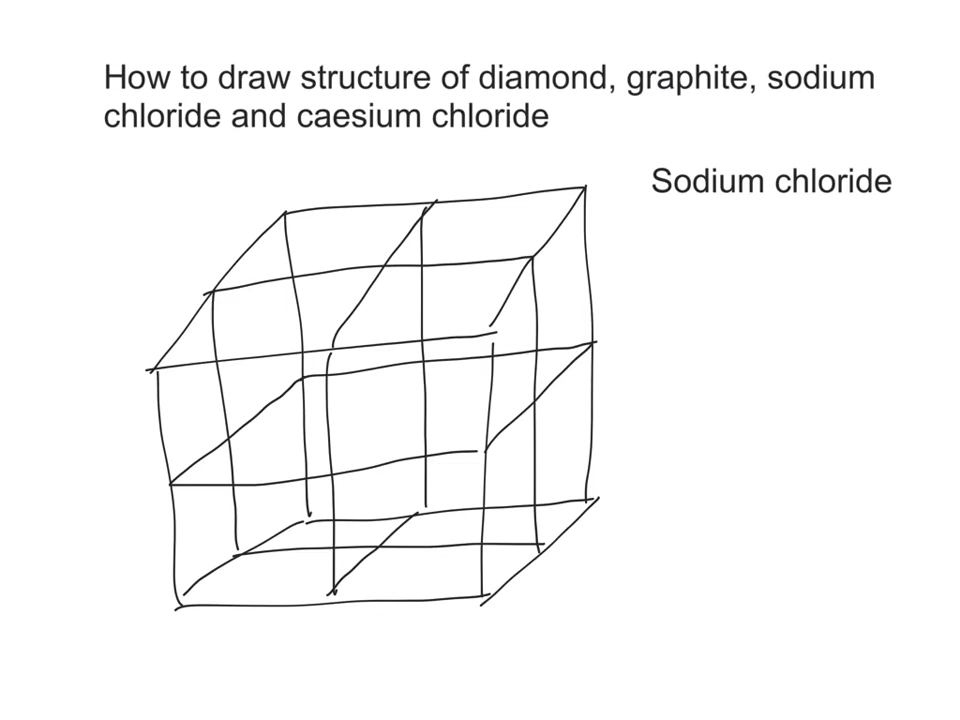 How to draw structure of diamond, graphite, sodium
chloride and caesium chloride
Sodium chloride